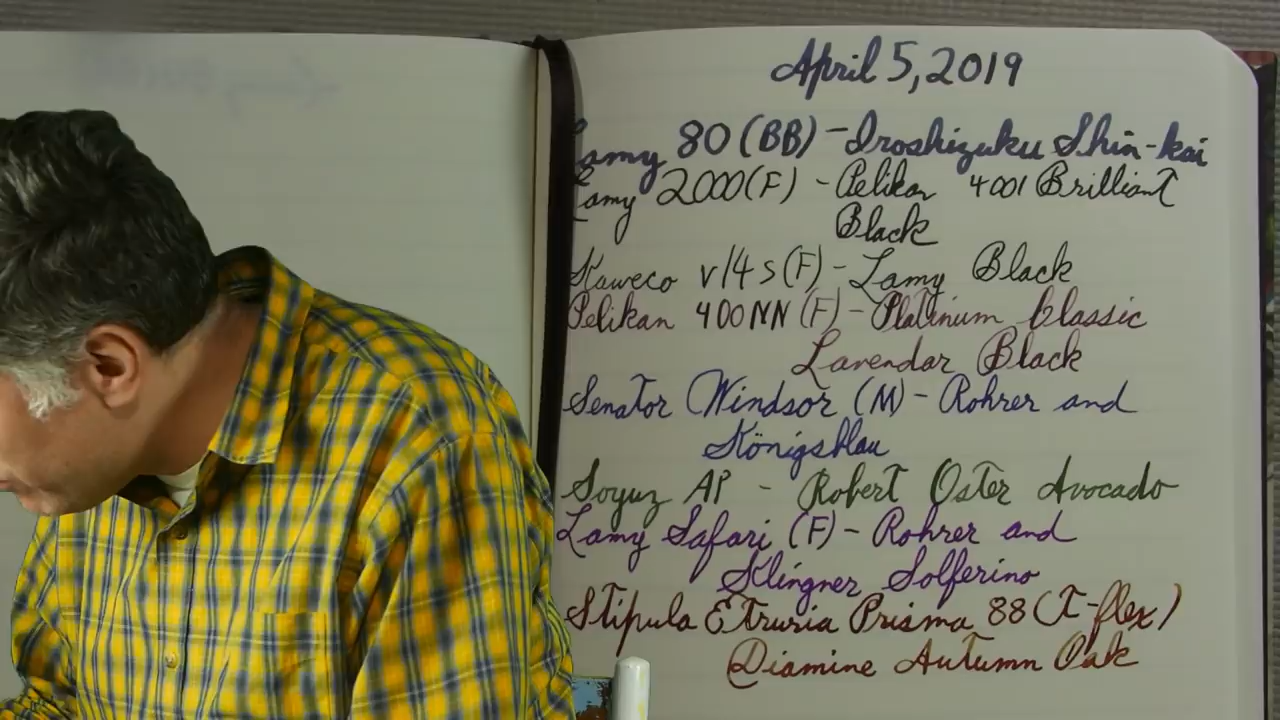 April 5, 2019
Lamy 80 (BB) - Iroshizuku Shin-kai
Lamy 2000 (F) - Pelikan 4001 Brilliant
Black
Kaweco V14 S (F) - Lamy Black
Pelikan 400NN (F) - Platinum Classic
Lavendar Black
Senator Windsor (M) - Rohrer and
Königsblau
Soyuz AP - Robert Oster Avocado
Lamy Safari (F) - Rohrer and
Klingner Solferino
Stipula Etruria Prisma 88 (T-flex)
Diamine Autumn Oak